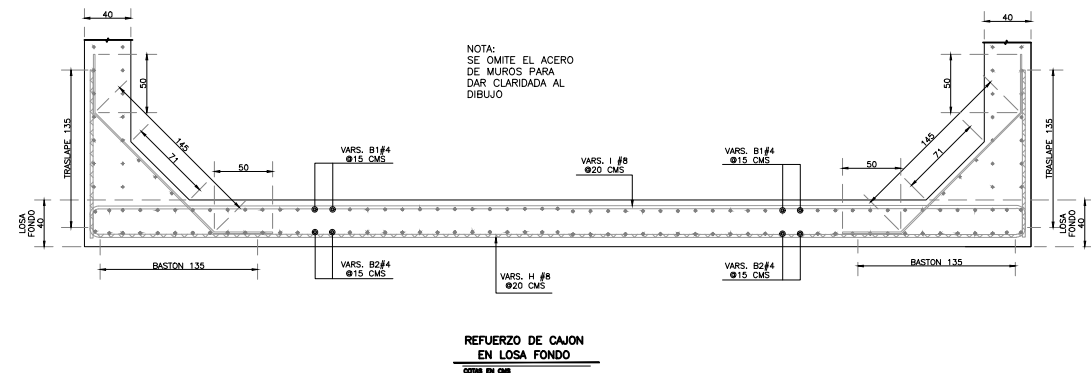 40
40
NOTA:
SE OMITE EL ACERO
DE MUROS PARA
DAR CLARIDADA AL
DIBUJO
50
50
TRASLAPE 135
145
71
50
VARS. B1#4
@15 CMS
VARS. I #8
@20 CMS
VARS. B1#4
@15 CMS
50
145
71
TRASLAPE 135
LOSA
FONDO
40
LOSA
FONDO
40
BASTON 135
VARS. B2#4
@15 CMS
VARS. H #8
@20 CMS
VARS. B2#4
@15 CMS
BASTON 135
REFUERZO DE CAJON
EN LOSA FONDO
COTAS EN CMS